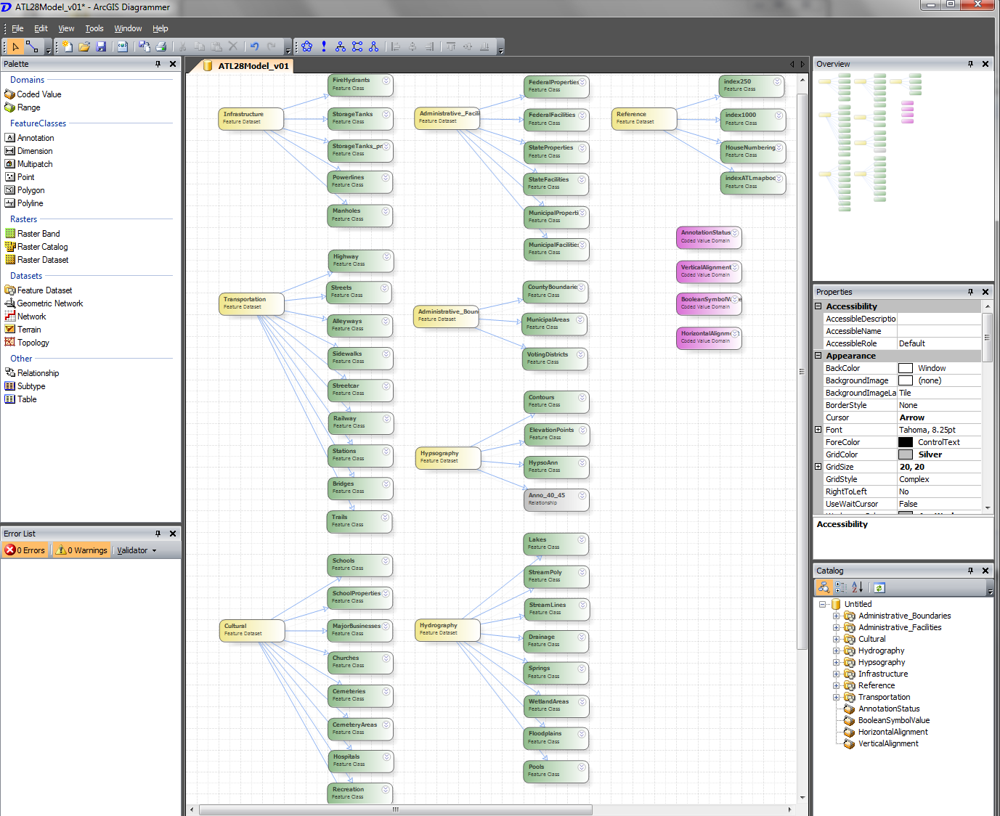 ATL28Model_v01* - ArcGIS Diagrammer
File Edit View Tools Window Help
Palette
Domains
Coded Value
Range
FeatureClasses
Annotation
Dimension
Multipatch
Point
Polygon
Polyline
Rasters
Raster Band
Raster Catalog
Raster Dataset
Datasets
Feature Dataset
Geometric Network
Network
Terrain
Topology
Other
Relationship
Subtype
Table
Error List
0 Errors 0 Warnings Validator
ATL28Model_v01
Infrastructure
Feature Dataset
FireHydrants
Feature Class
StorageTanks
Feature Class
StorageTanks_pr
Feature Class
Powerlines
Feature Class
Manholes
Feature Class
Transportation
Feature Dataset
Highway
Feature Class
Streets
Feature Class
Alleyways
Feature Class
Sidewalks
Feature Class
Streetcar
Feature Class
Railway
Feature Class
Stations
Feature Class
Bridges
Feature Class
Trails
Feature Class
Cultural
Feature Dataset
Schools
Feature Class
SchoolProperties
Feature Class
MajorBusinesses
Feature Class
Churches
Feature Class
Cemeteries
Feature Class
CemeteryAreas
Feature Class
Hospitals
Feature Class
Recreation
Feature Class
Administrative_Facili
Feature Dataset
FederalProperties
Feature Class
FederalFacilities
Feature Class
StateProperties
Feature Class
StateFacilities
Feature Class
MunicipalProperti
Feature Class
MunicipalFacilities
Feature Class
Administrative_Boun
Feature Dataset
CountyBoundaries
Feature Class
MunicipalAreas
Feature Class
VotingDistricts
Feature Class
Hypsography
Feature Dataset
Contours
Feature Class
ElevationPoints
Feature Class
HypsoAnn
Feature Class
Anno_40_45
Relationship
Hydrography
Feature Dataset
Lakes
Feature Class
StreamPoly
Feature Class
StreamLines
Feature Class
Drainage
Feature Class
Springs
Feature Class
WetlandAreas
Feature Class
Floodplains
Feature Class
Pools
Feature Class
Reference
Feature Dataset
index250
Feature Class
index1000
Feature Class
HouseNumbering
Feature Class
indexATLmapboo
Feature Class
AnnotationStatus
Coded Value Domain
VerticalAlignment
Coded Value Domain
BooleanSymbolValue
Coded Value Domain
HorizontalAlignm
Coded Value Domain
Overview
Properties
Accessibility
AccessibleDescriptio
AccessibleName
AccessibleRole Default
Appearance
BackColor Window
BackgroundImage (none)
BackgroundImageLa Tile
BorderStyle None
Cursor Arrow
Font Tahoma, 8.25pt
ForeColor ControlText
GridColor Silver
GridSize 20, 20
GridStyle Complex
RightToLeft No
UseWaitCursor False
Accessibility
Catalog
Untitled
Administrative_Boundaries
Administrative_Facilities
Cultural
Hydrography
Hypsography
Infrastructure
Reference
Transportation
AnnotationStatus
BooleanSymbolValue
HorizontalAlignment
VerticalAlignment